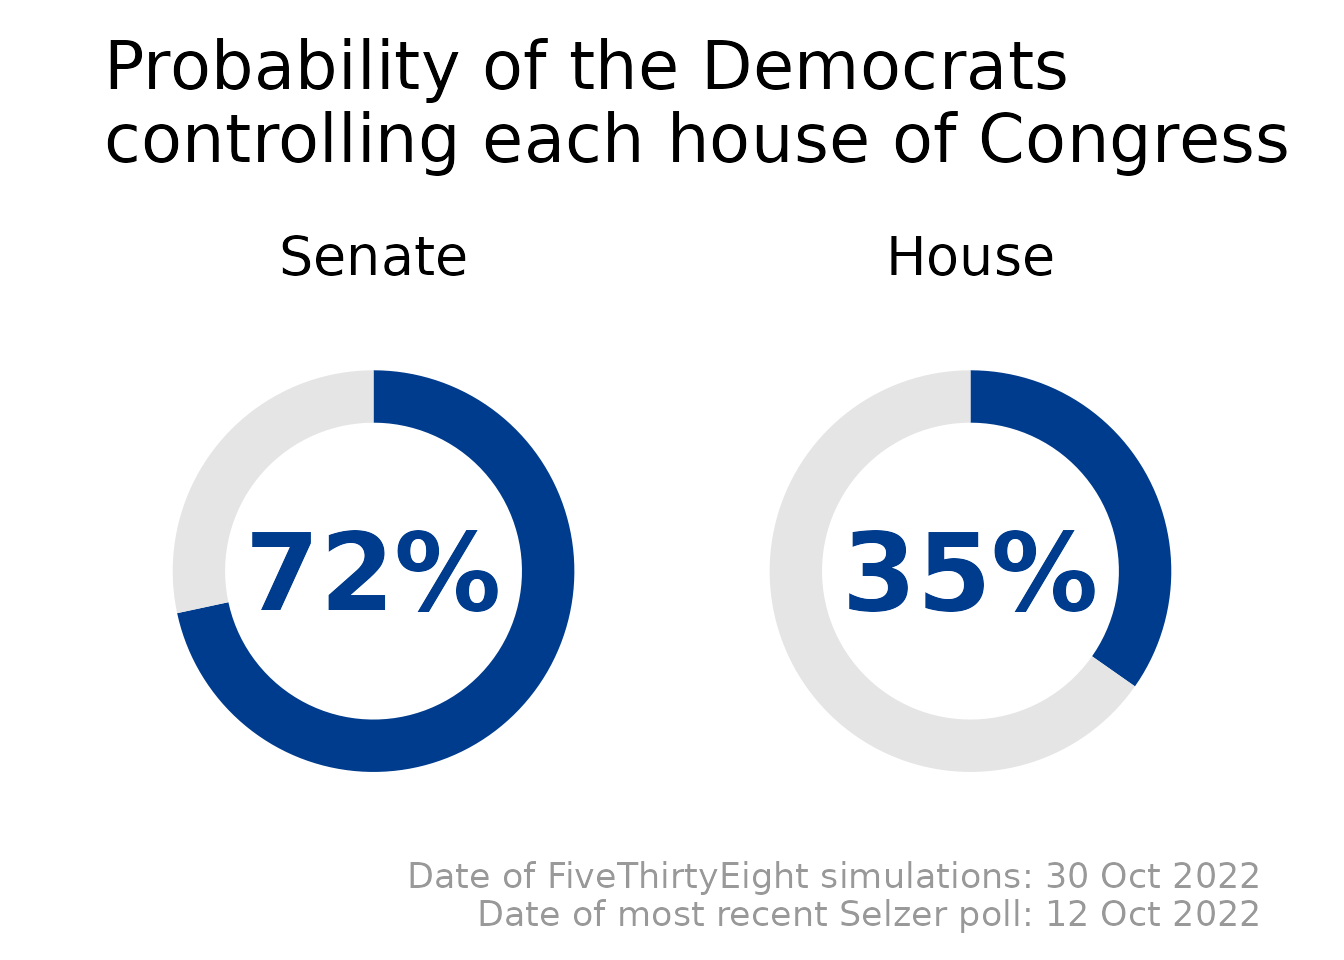 Probability of the Democrats
controlling each house of Congress
Senate
House
72%
35%
Date of FiveThirtyEight simulations: 30 Oct 2022
Date of most recent Selzer poll: 12 Oct 2022